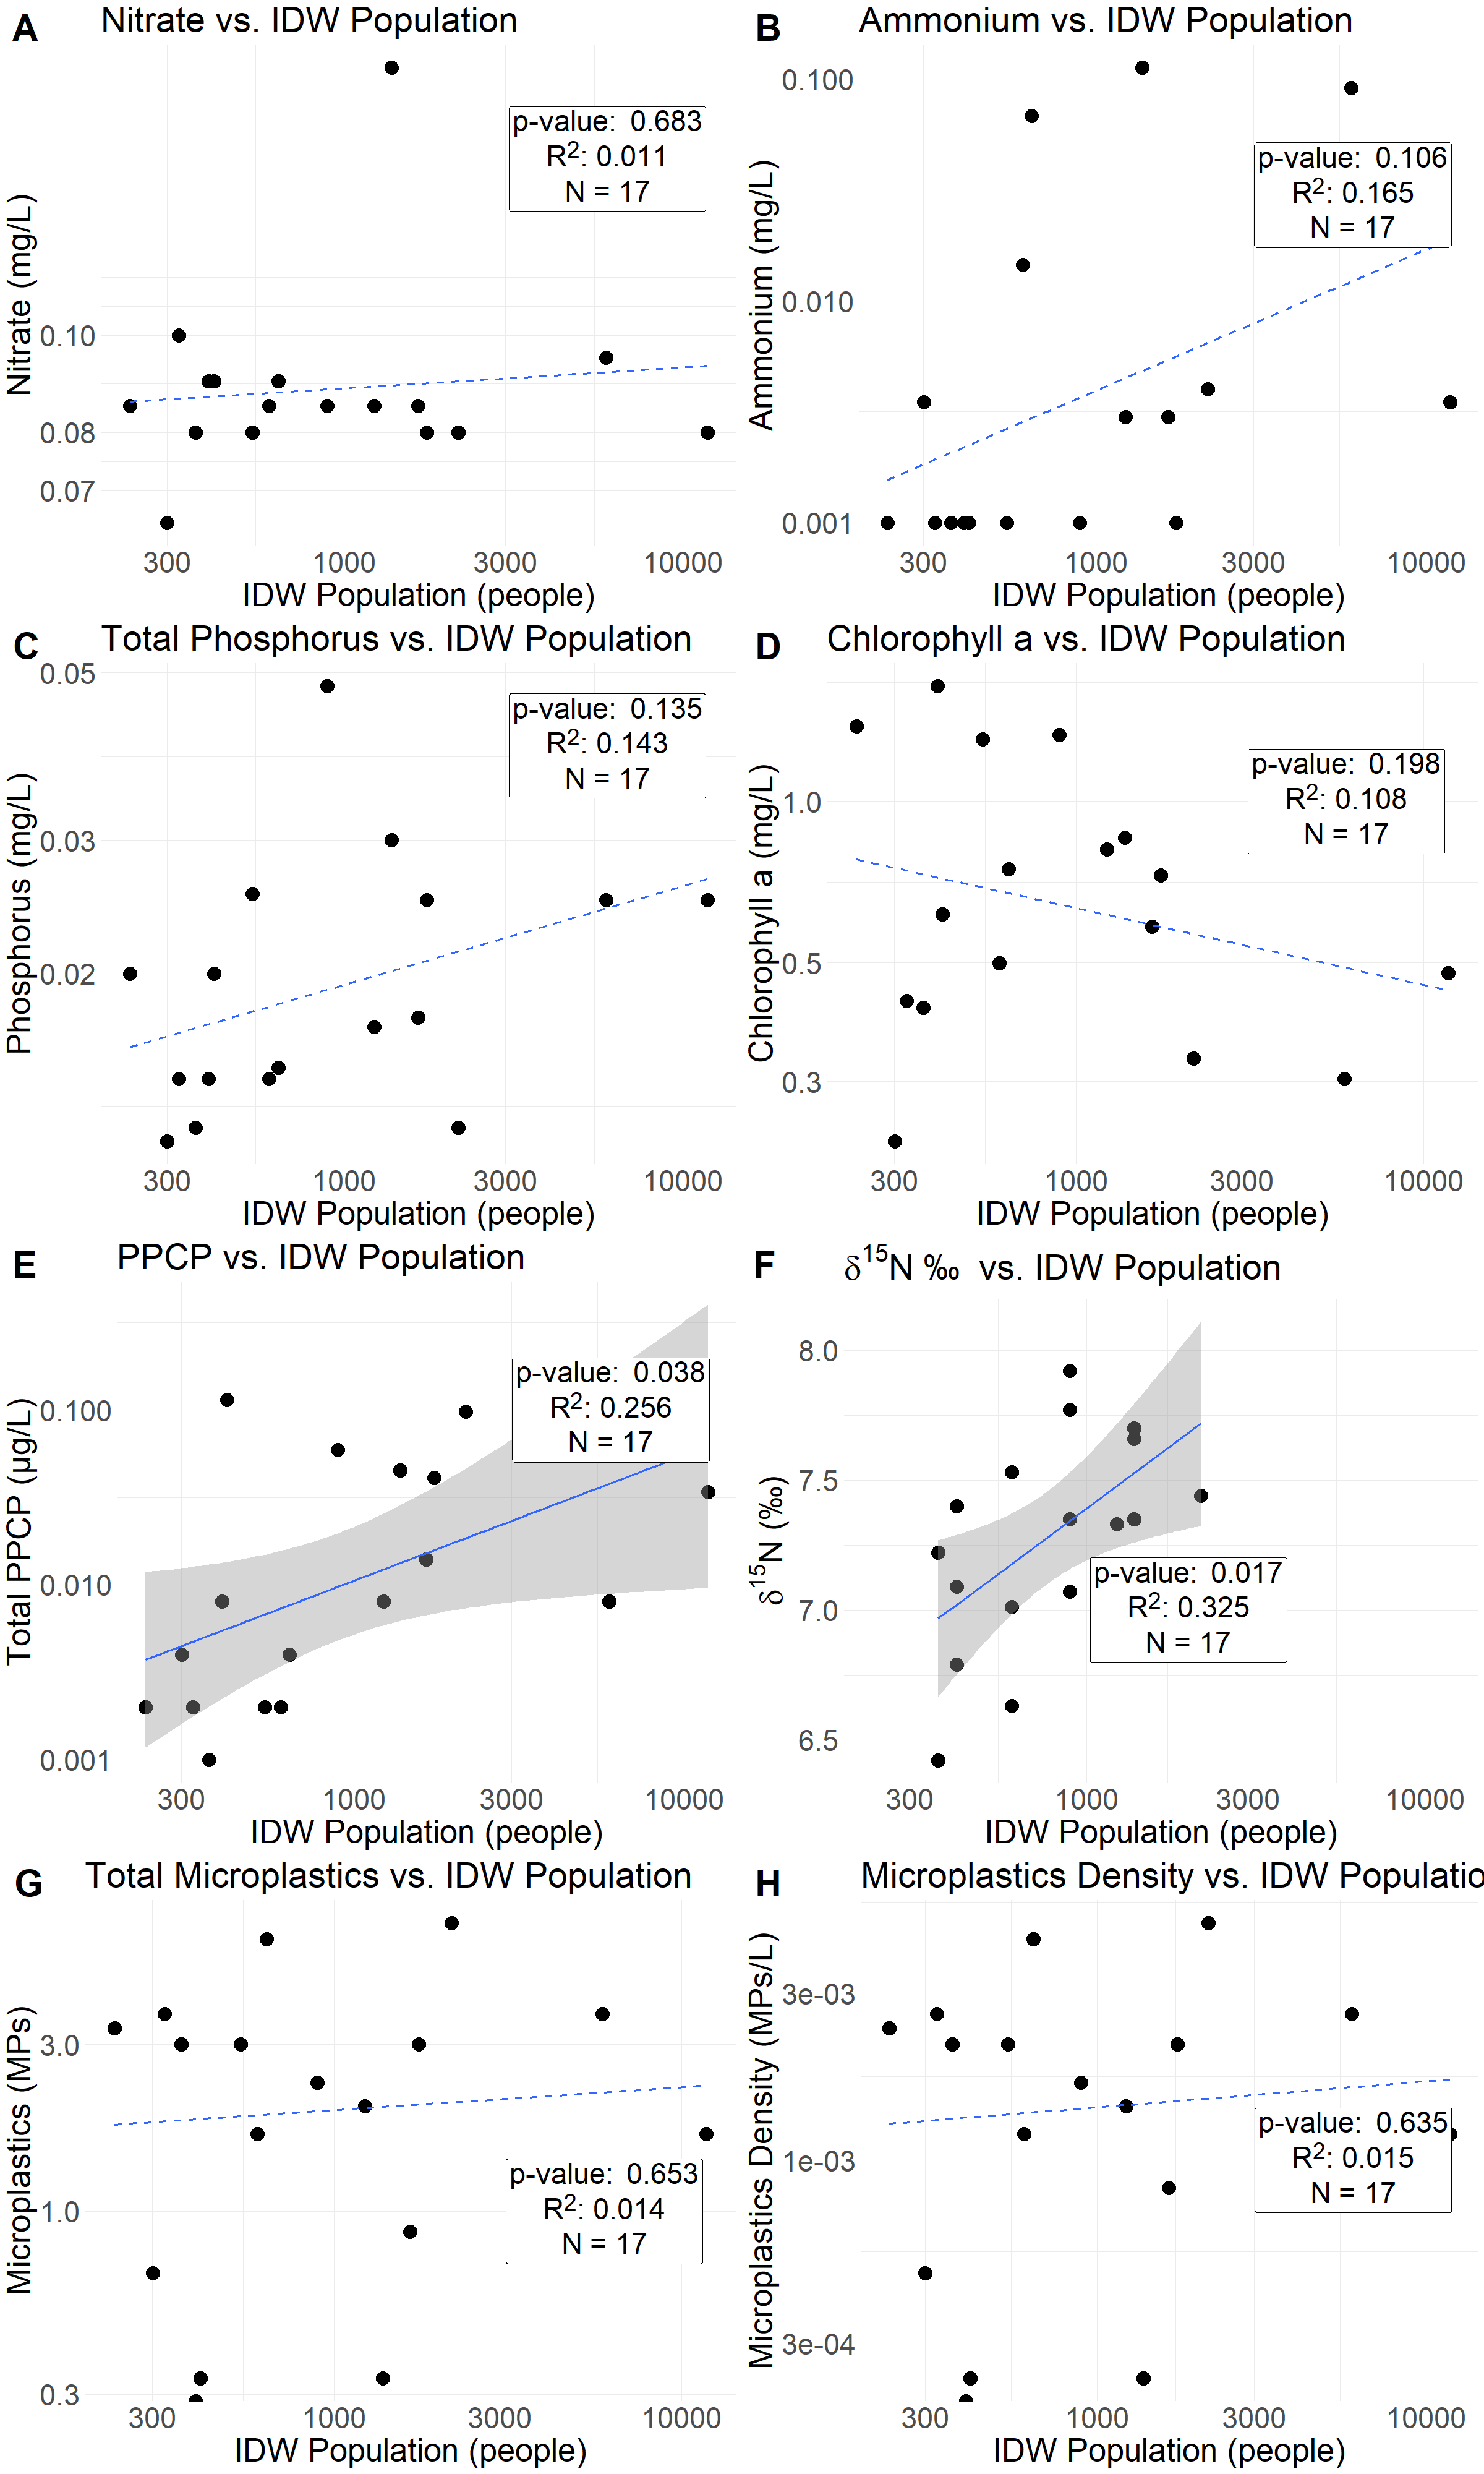 A Nitrate vs. IDW Population
Nitrate (mg/L)
0.10
0.08
0.07
p-value: 0.683
R2: 0.011
N = 17
300 1000 3000 10000
IDW Population (people)
B Ammonium vs. IDW Population
Ammonium (mg/L)
0.100
0.010
0.001
p-value: 0.106
R2: 0.165
N = 17
300 1000 3000 10000
IDW Population (people)
C Total Phosphorus vs. IDW Population
Phosphorus (mg/L)
0.05
0.03
0.02
p-value: 0.135
R2: 0.143
N = 17
300 1000 3000 10000
IDW Population (people)
D Chlorophyll a vs. IDW Population
Chlorophyll a (mg/L)
1.0
0.5
0.3
p-value: 0.198
R2: 0.108
N = 17
300 1000 3000 10000
IDW Population (people)
E PPCP vs. IDW Population
Total PPCP (µg/L)
0.100
0.010
0.001
p-value: 0.038
R2: 0.256
N = 17
300 1000 3000 10000
IDW Population (people)
F δ15N ‰ vs. IDW Population
δ15N (‰)
8.0
7.5
7.0
6.5
p-value: 0.017
R2: 0.325
N = 17
300 1000 3000 10000
IDW Population (people)
G Total Microplastics vs. IDW Population
Microplastics (MPs)
3.0
1.0
0.3
p-value: 0.653
R2: 0.014
N = 17
300 1000 3000 10000
IDW Population (people)
H Microplastics Density vs. IDW Populatio
Microplastics Density (MPs/L)
3e-03
1e-03
3e-04
p-value: 0.635
R2: 0.015
N = 17
300 1000 3000 10000
IDW Population (people)